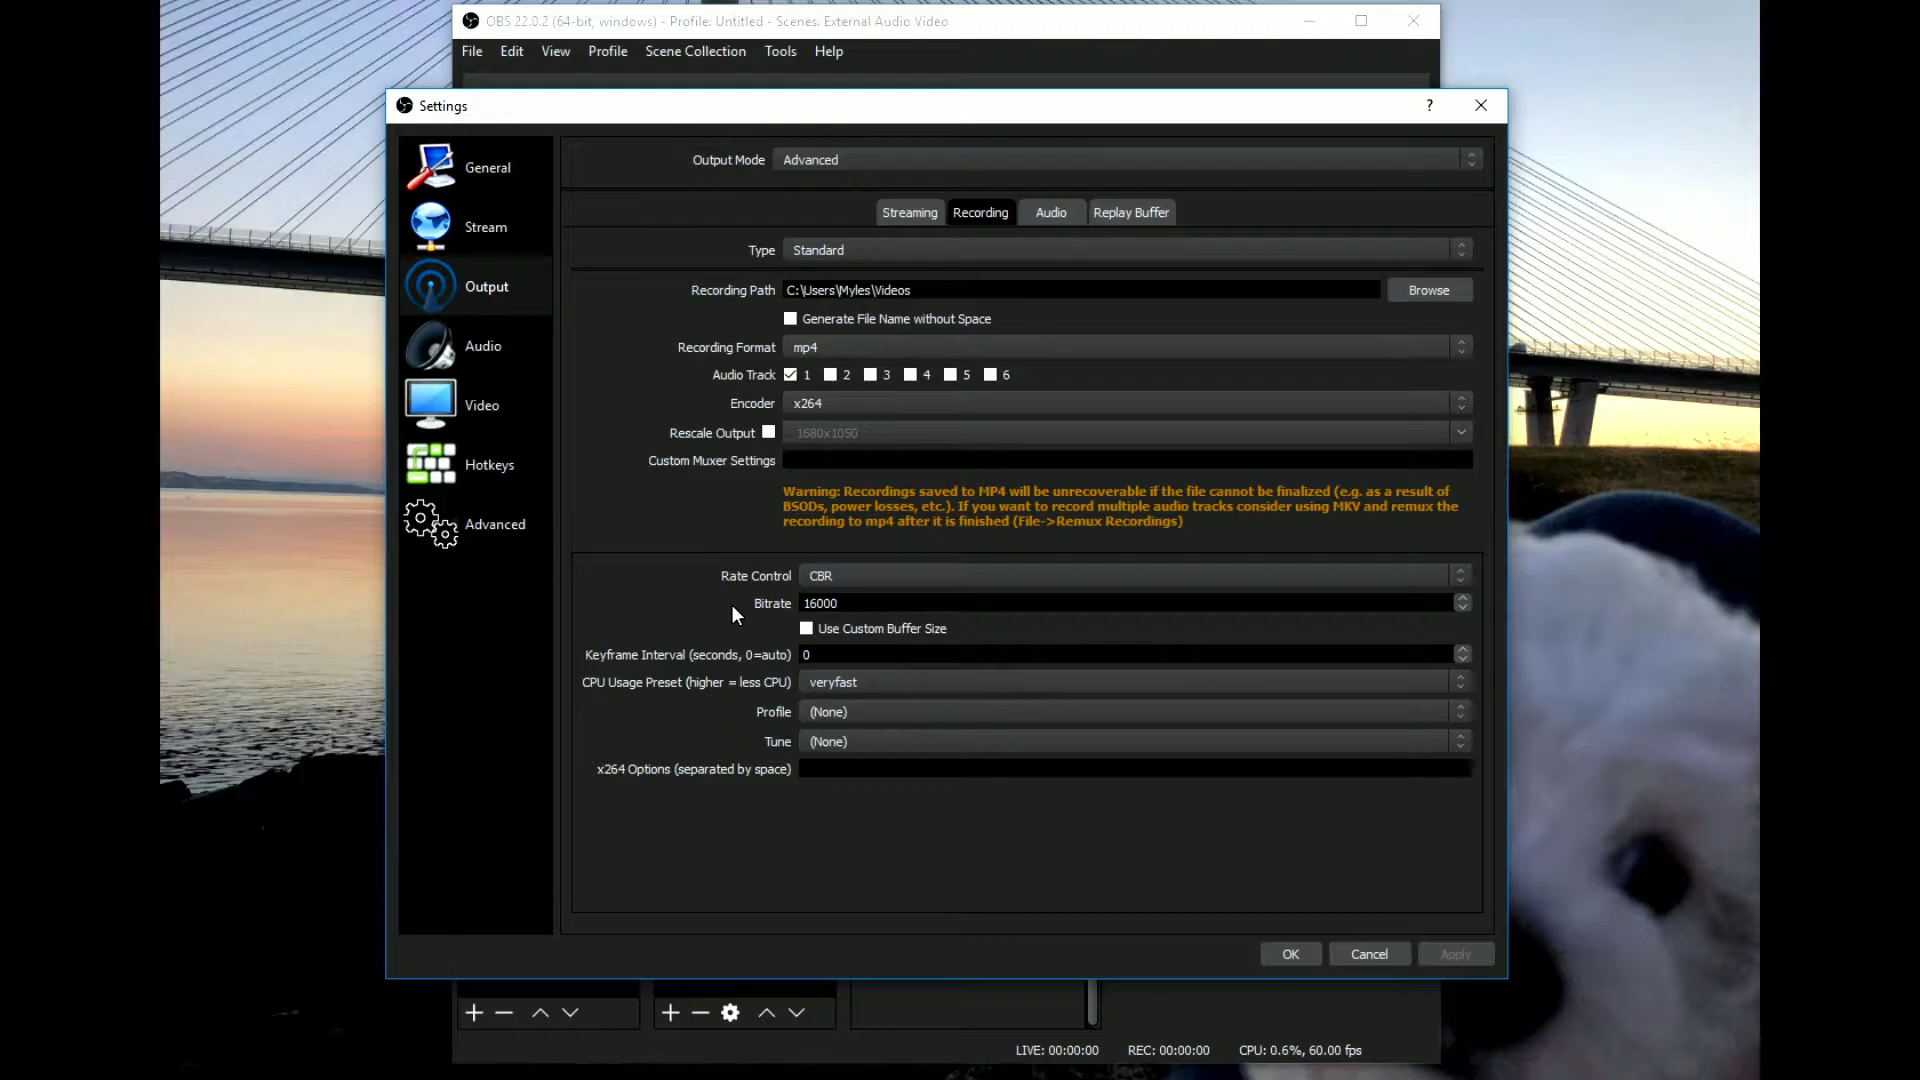 OBS 22.0.2 (64-bit, windows) - Profile: Untitled - Scenes: External Audio Video
File Edit View Profile Scene Collection Tools Help
Settings ?
General
Stream
Output
Audio
Video
Hotkeys
Advanced
Output Mode Advanced
Streaming Recording Audio Replay Buffer
Type Standard
Recording Path C:\Users\Myles\Videos Browse
Generate File Name without Space
Recording Format mp4
Audio Track 1 2 3 4 5 6
Encoder x264
Rescale Output 1680x1050
Custom Muxer Settings
Warning: Recordings saved to MP4 will be unrecoverable if the file cannot be finalized (e.g. as a result of
BSODs, power losses, etc.). If you want to record multiple audio tracks consider using MKV and remux the
recording to mp4 after it is finished (File->Remux Recordings)
Rate Control CBR
Bitrate 16000
Use Custom Buffer Size
Keyframe Interval (seconds, 0=auto) 0
CPU Usage Preset (higher = less CPU) veryfast
Profile (None)
Tune (None)
x264 Options (separated by space)
OK Cancel Apply
LIVE: 00:00:00 REC: 00:00:00 CPU: 0.6%, 60.00 fps